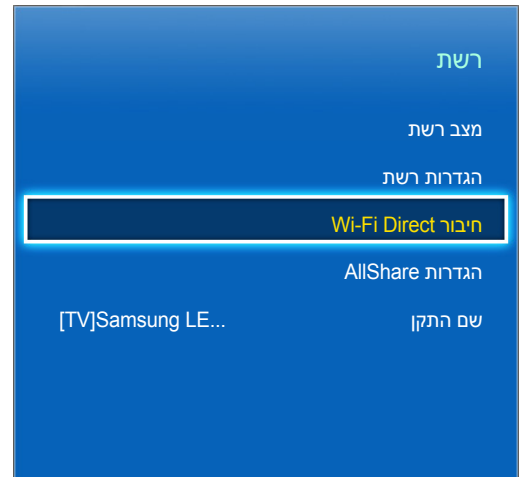 רשת
מצב רשת
הגדרות רשת
חיבור Wi-Fi Direct
הגדרות AllShare
שם התקן [TV]Samsung LE...